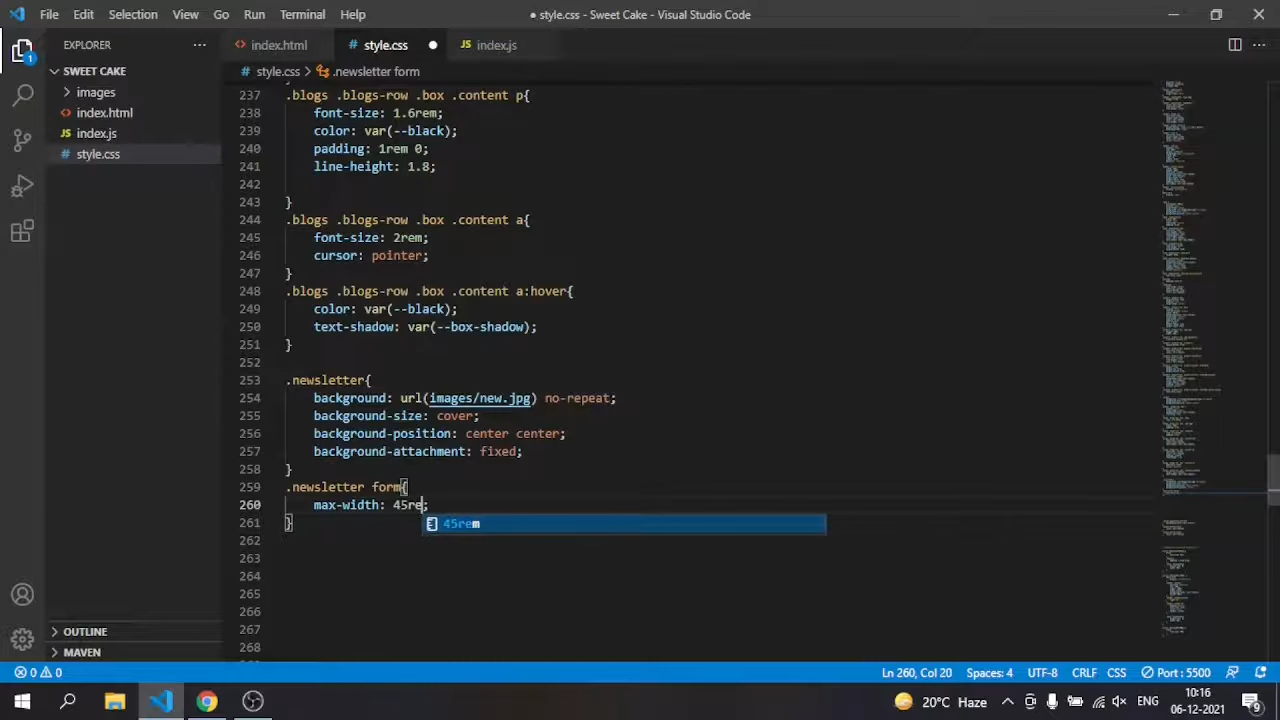 File Edit Selection View Go Run Terminal Help
● style.css - Sweet Cake - Visual Studio Code
EXPLORER
index.html
style.css
index.js
1
SWEET CAKE
style.css > .newsletter form
images
index.html
index.js
style.css
237 .blogs .blogs-row .box .content p{
238 font-size: 1.6rem;
239 color: var(--black);
240 padding: 1rem 0;
241 line-height: 1.8;
242
243 }
244 .blogs .blogs-row .box .content a{
245 font-size: 2rem;
246 cursor: pointer;
247 }
248 .blogs .blogs-row .box .content a:hover{
249 color: var(--black);
250 text-shadow: var(--box-shadow);
251 }
252
253 .newsletter{
254 background: url(images/new.jpg) no-repeat;
255 background-size: cover;
256 background-position: center center;
257 background-attachment: fixed;
258 }
259 .newsletter form{
260 max-width: 45re;
45rem
261 }
262
263
264
265
266
267
268
OUTLINE
MAVEN
0 0
Ln 260, Col 20 Spaces: 4 UTF-8 CRLF CSS Port : 5500
20°C Haze
ENG
10:16
06-12-2021
9